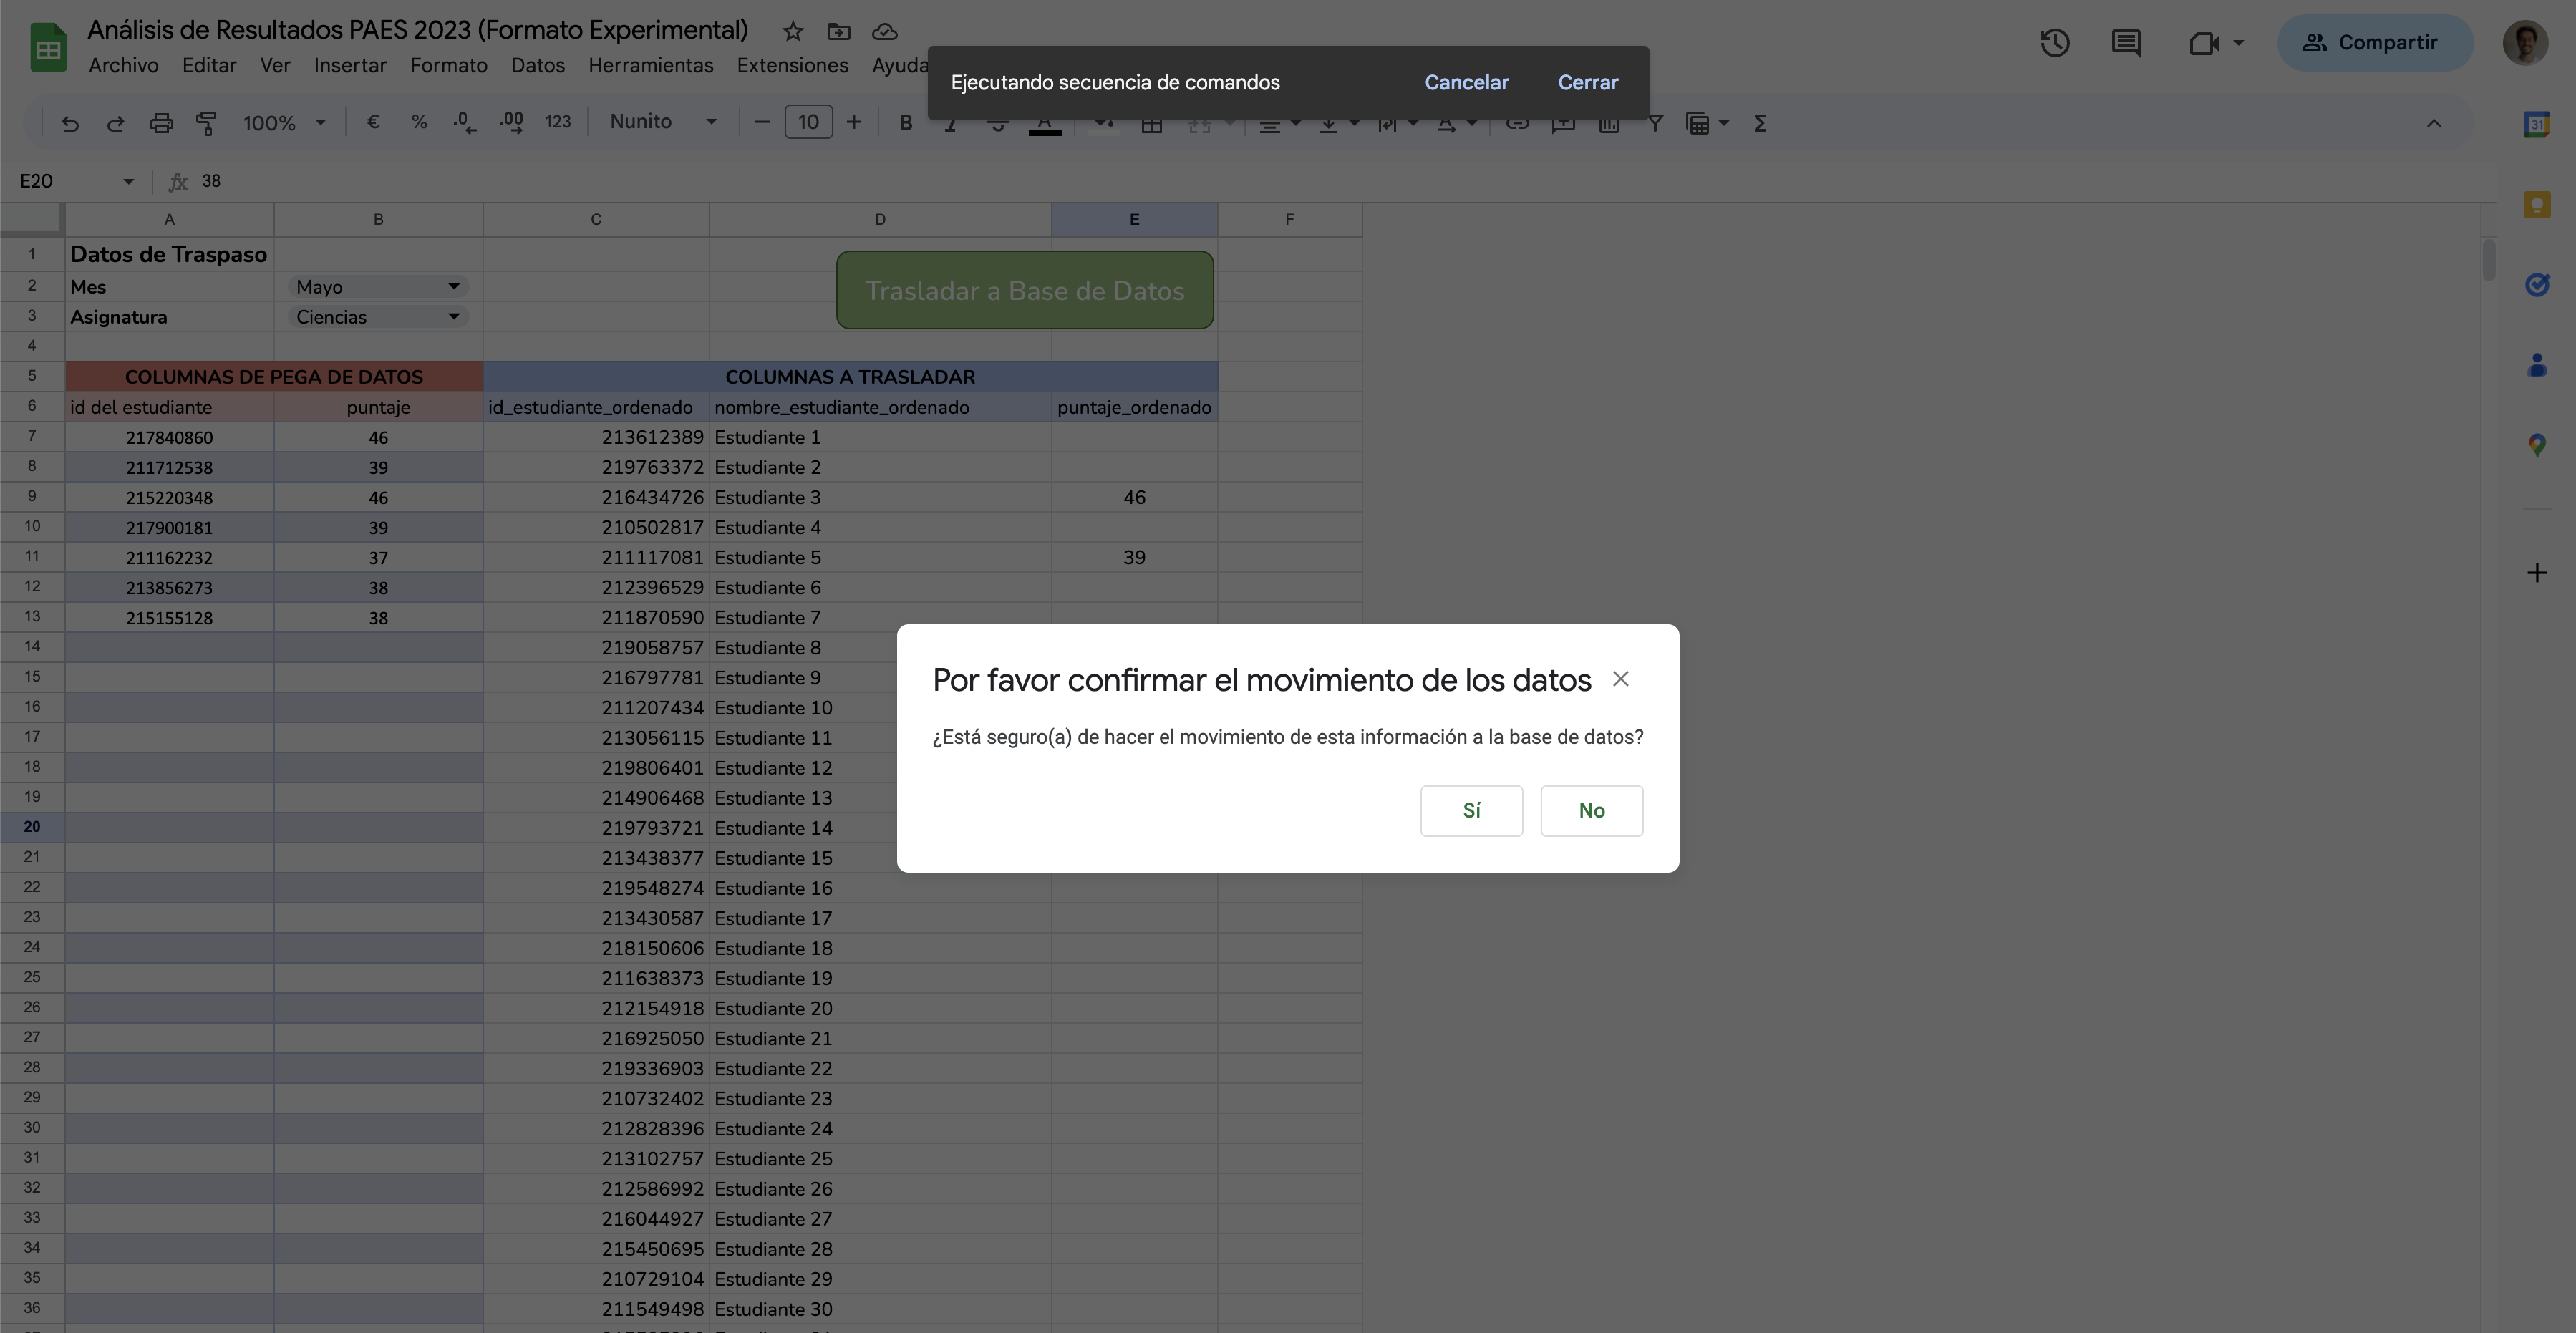 Análisis de Resultados PAES 2023 (Formato Experimental)
Archivo Editar Ver Insertar Formato Datos Herramientas Extensiones Ayuda
Compartir
Ejecutando secuencia de comandos Cancelar Cerrar
100% € % .0 .00 123 Nunito 10 B I S A Σ
31
E20 fx 38
A B C D E F
1 Datos de Traspaso
Trasladar a Base de Datos
2 Mes Mayo
3 Asignatura Ciencias
4
5 COLUMNAS DE PEGA DE DATOS COLUMNAS A TRASLADAR
6 id del estudiante puntaje id_estudiante_ordenado nombre_estudiante_ordenado puntaje_ordenado
7 217840860 46 213612389 Estudiante 1
8 211712538 39 219763372 Estudiante 2
9 215220348 46 216434726 Estudiante 3 46
10 217900181 39 210502817 Estudiante 4
11 211162232 37 211117081 Estudiante 5 39
12 213856273 38 212396529 Estudiante 6
13 215155128 38 211870590 Estudiante 7
14 219058757 Estudiante 8
15 216797781 Estudiante 9
16 211207434 Estudiante 10
17 213056115 Estudiante 11
18 219806401 Estudiante 12
19 214906468 Estudiante 13
20 219793721 Estudiante 14
21 213438377 Estudiante 15
22 219548274 Estudiante 16
23 213430587 Estudiante 17
24 218150606 Estudiante 18
25 211638373 Estudiante 19
26 212154918 Estudiante 20
27 216925050 Estudiante 21
28 219336903 Estudiante 22
29 210732402 Estudiante 23
30 212828396 Estudiante 24
31 213102757 Estudiante 25
32 212586992 Estudiante 26
33 216044927 Estudiante 27
34 215450695 Estudiante 28
35 210729104 Estudiante 29
36 211549498 Estudiante 30
Por favor confirmar el movimiento de los datos
¿Está seguro(a) de hacer el movimiento de esta información a la base de datos?
Sí No